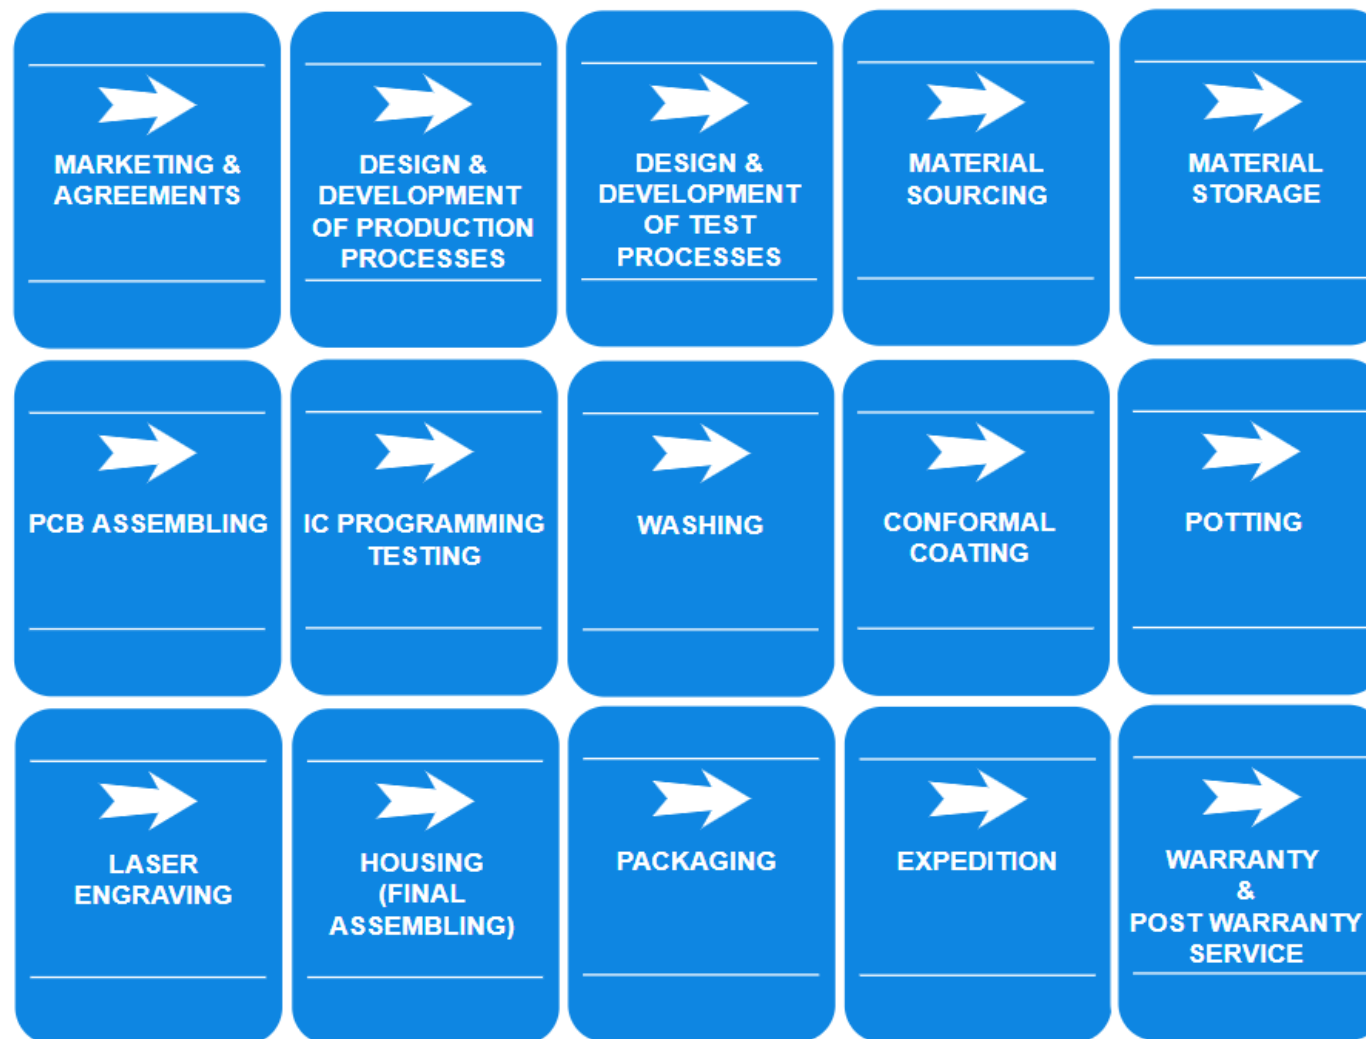 MARKETING &
AGREEMENTS
DESIGN &
DEVELOPMENT
OF PRODUCTION
PROCESSES
DESIGN &
DEVELOPMENT
OF TEST
PROCESSES
MATERIAL
SOURCING
MATERIAL
STORAGE
PCB ASSEMBLING
IC PROGRAMMING
TESTING
WASHING
CONFORMAL
COATING
POTTING
LASER
ENGRAVING
HOUSING
(FINAL
ASSEMBLING)
PACKAGING
EXPEDITION
WARRANTY
&
POST WARRANTY
SERVICE